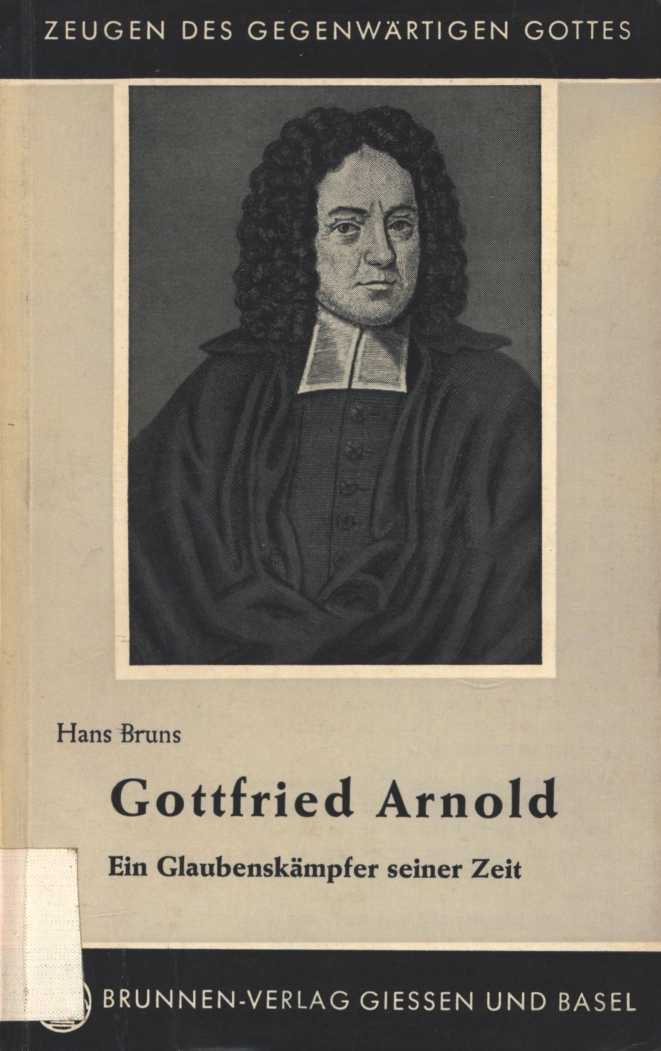 ZEUGEN DES GEGENWÄRTIGEN GOTTES
Hans Bruns
Gottfried Arnold
Ein Glaubenskämpfer seiner Zeit
BRUNNEN-VERLAG GIESSEN UND BASEL